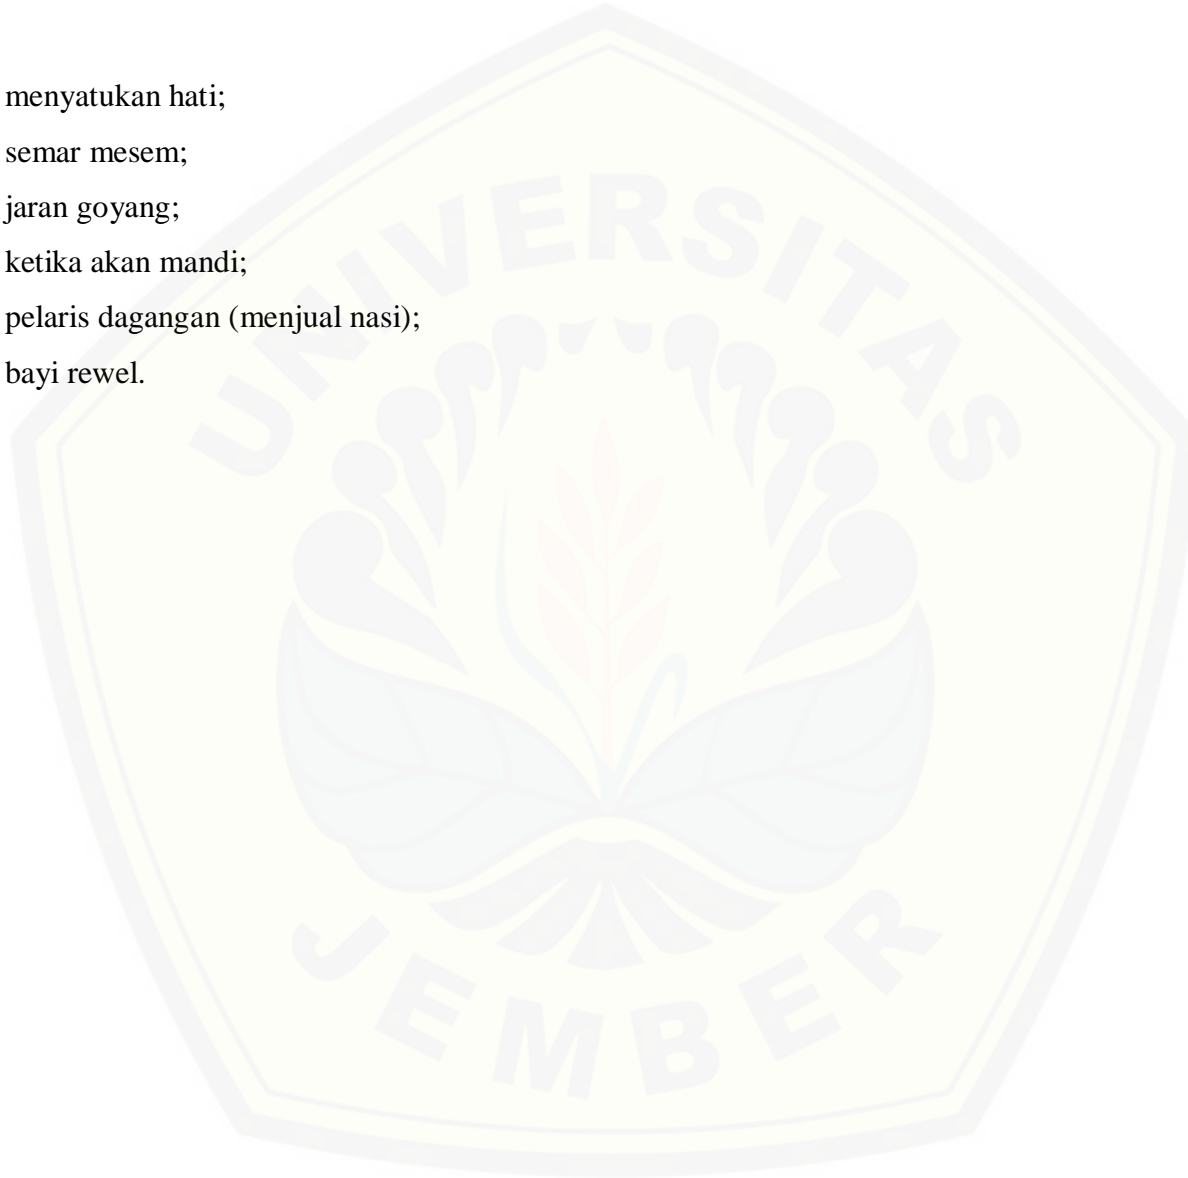 menyatukan hati;
semar mesem;
jaran goyang;
ketika akan mandi;
pelaris dagangan (menjual nasi);
bayi rewel.
UNIVERSITAS
JEMBER